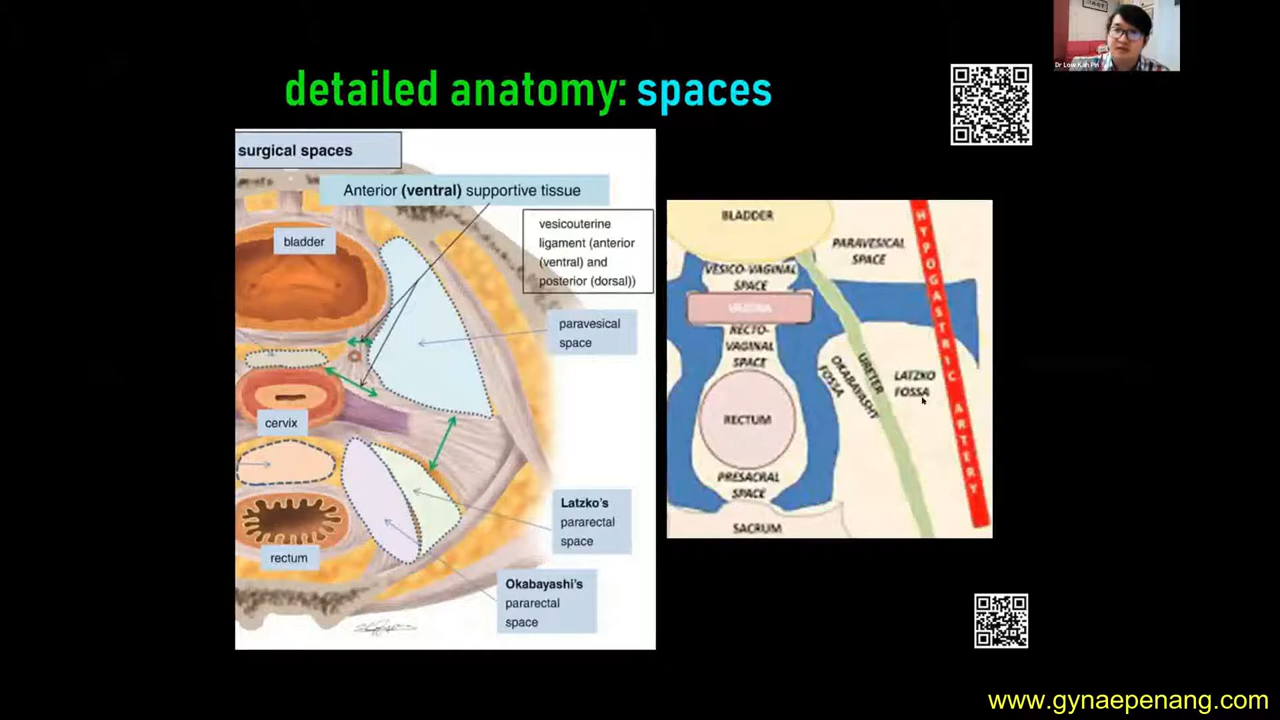 detailed anatomy: spaces
surgical spaces
Anterior (ventral) supportive tissue
bladder
vesicouterine
ligament (anterior
(ventral) and
posterior (dorsal))
paravesical
space
cervix
Latzko's
pararectal
space
rectum
Okabayashi's
pararectal
space
BLADDER
PARAVESICAL
SPACE
VESICO-VAGINAL
SPACE
RECTO-
VAGINAL
SPACE
URETER
OKABAYASHI
FOSSA
LATZKO
FOSSA
HYPOGASTRIC ARTERY
RECTUM
PRESACRAL
SPACE
SACRUM
www.gynaepenang.com